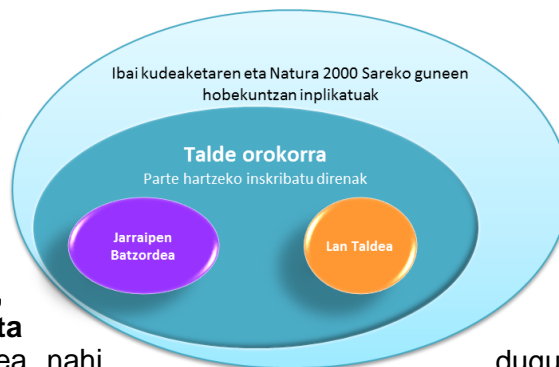 Ibai kudeaketaren eta Natura 2000 Sareko guneen
hobekuntzan inplikatuak
Talde orokorra
Parte hartzeko inskribatu direnak
Jarraipen
Batzordea
Lan Taldea
ta
ea nahi dugu